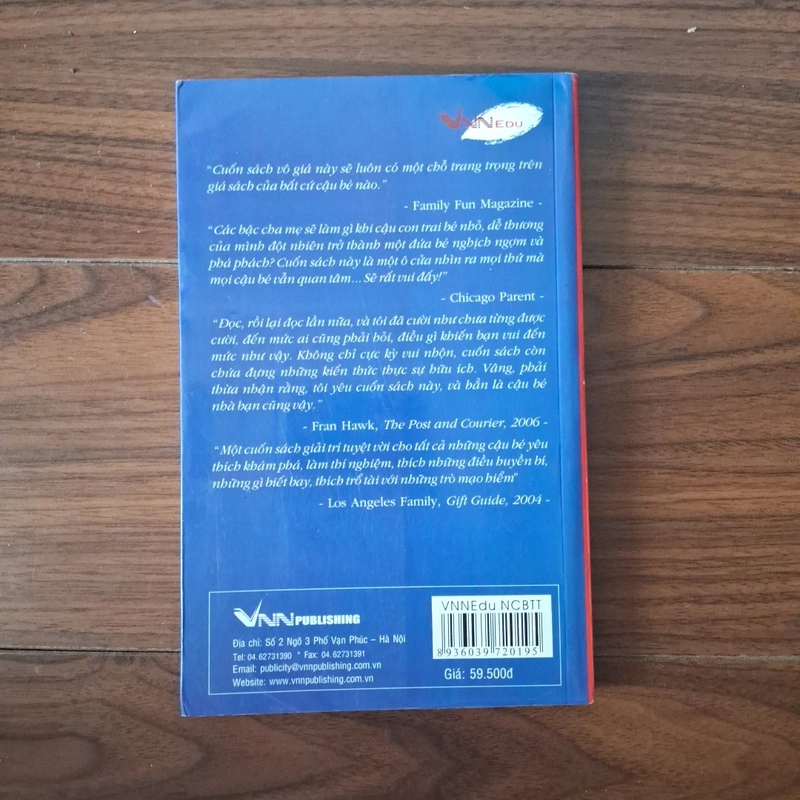 VNNEDU
"Cuốn sách vô giá này sẽ luôn có một chỗ trang trọng trên
giá sách của bất cứ cậu bé nào."
- Family Fun Magazine -
"Các bậc cha mẹ sẽ làm gì khi cậu con trai bé nhỏ, dễ thương
của mình đột nhiên trở thành một đứa bé nghịch ngợm và
phá phách? Cuốn sách này là một ô cửa nhìn ra mọi thứ mà
mọi cậu bé vẫn quan tâm... Sẽ rất vui đấy!"
- Chicago Parent -
"Đọc, rồi lại đọc lần nữa, và tôi đã cười như chưa từng được
cười, đến mức ai cũng phải hỏi, điều gì khiến bạn vui đến
mức như vậy. Không chỉ cực kỳ vui nhộn, cuốn sách còn
chứa đựng những kiến thức thực sự hữu ích. Vâng, phải
thừa nhận rằng, tôi yêu cuốn sách này, và hẳn là cậu bé
nhà bạn cũng vậy."
- Fran Hawk, The Post and Courier, 2006 -
"Một cuốn sách giải trí tuyệt vời cho tất cả những cậu bé yêu
thích khám phá, làm thí nghiệm, thích những điều huyền bí,
những gì biết bay, thích trổ tài với những trò mạo hiểm"
- Los Angeles Family, Gift Guide, 2004 -
VNN PUBLISHING
Địa chỉ: Số 2 Ngõ 3 Phố Vạn Phúc – Hà Nội
Tel: 04.62731390 * Fax: 04.62731391
Email: publicity@vnnpublishing.com.vn
Website: www.vnnpublishing.com.vn
VNNEdu NCBTT
8936039720195
Giá: 59.500đ